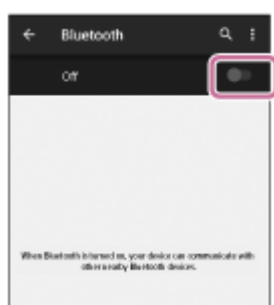 Bluetooth
Off
When Bluetooth is turned on, your device can communicate with
other nearby Bluetooth devices.